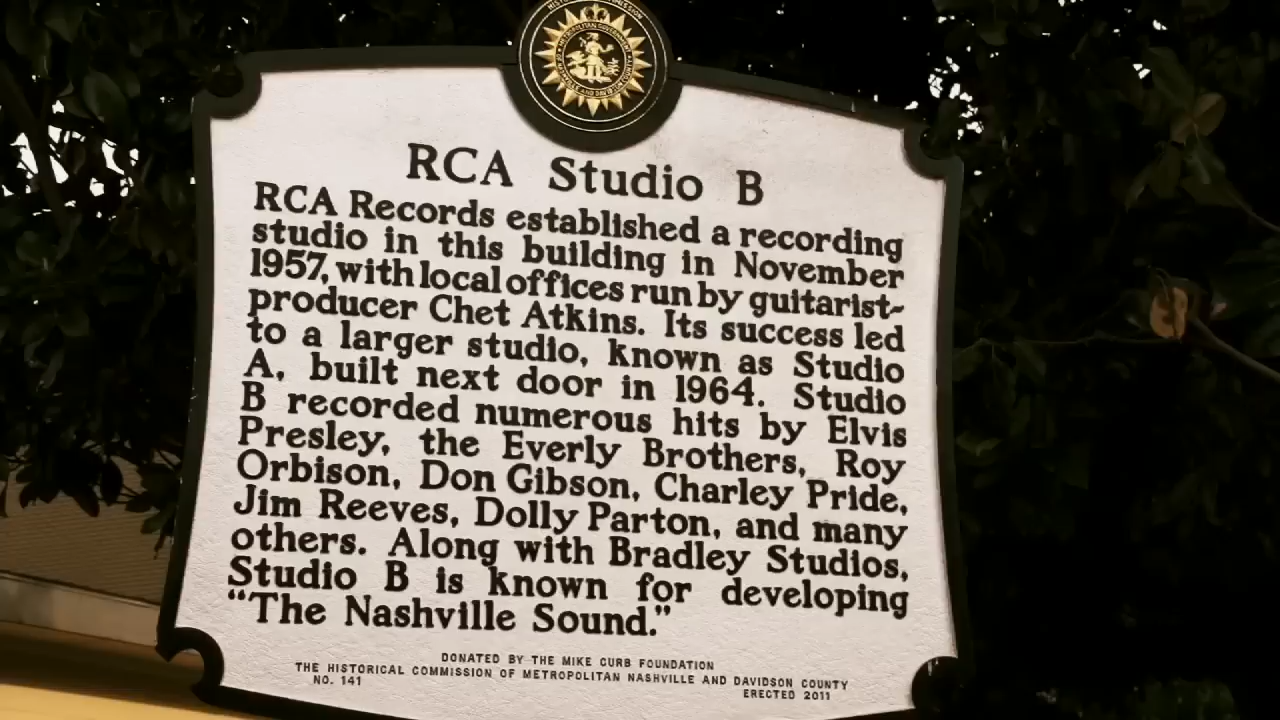 RCA Studio B
RCA Records established a recording
studio in this building in November
1957, with local offices run by guitarist-
producer Chet Atkins. Its success led
to a larger studio, known as Studio
A, built next door in 1964. Studio
B recorded numerous hits by Elvis
Presley, the Everly Brothers, Roy
Orbison, Don Gibson, Charley Pride,
Jim Reeves, Dolly Parton, and many
others. Along with Bradley Studios,
Studio B is known for developing
“The Nashville Sound.”
DONATED BY THE MIKE CURB FOUNDATION
THE HISTORICAL COMMISSION OF METROPOLITAN NASHVILLE AND DAVIDSON COUNTY
NO. 141 ERECTED 2011